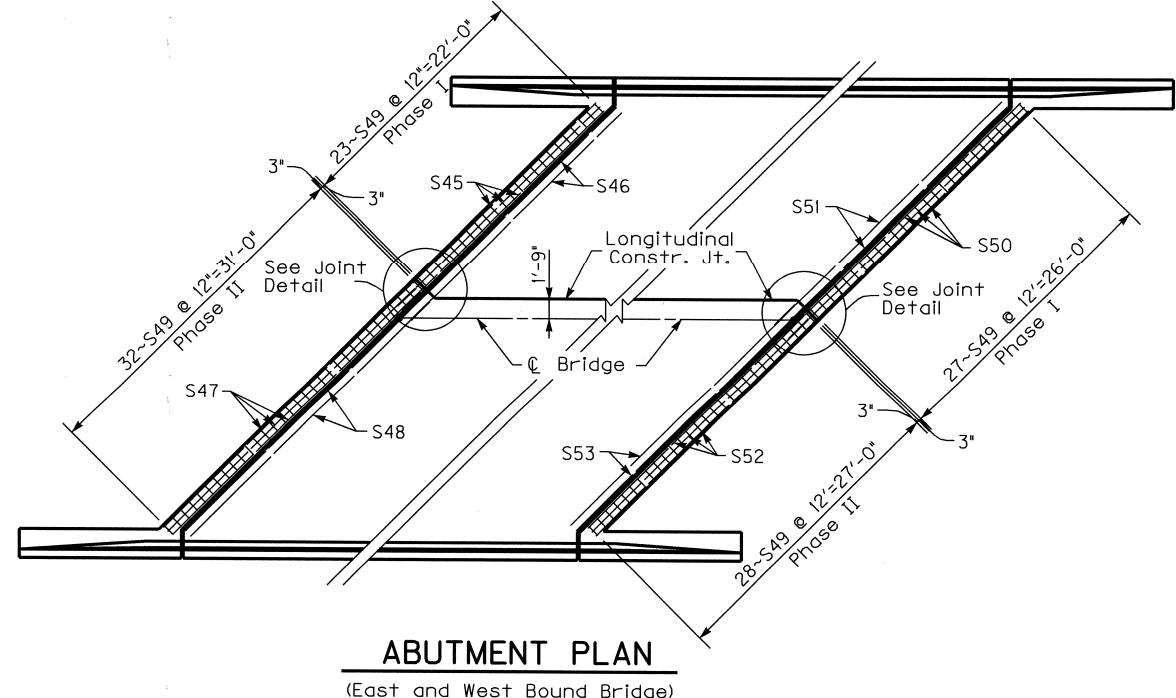 23~S49 @ 12"=22'-0"
Phase I
3"
3"
S45
S46
32~S49 @ 12"=31'-0"
Phase II
See Joint
Detail
1'-9"
Longitudinal
Constr. Jt.
S51
S50
See Joint
Detail
℄ Bridge
27~S49 @ 12'=26'-0"
Phase I
S47
S48
3"
3"
S53
S52
28~S49 @ 12'=27'-0"
Phase II
ABUTMENT PLAN
(East and West Bound Bridge)